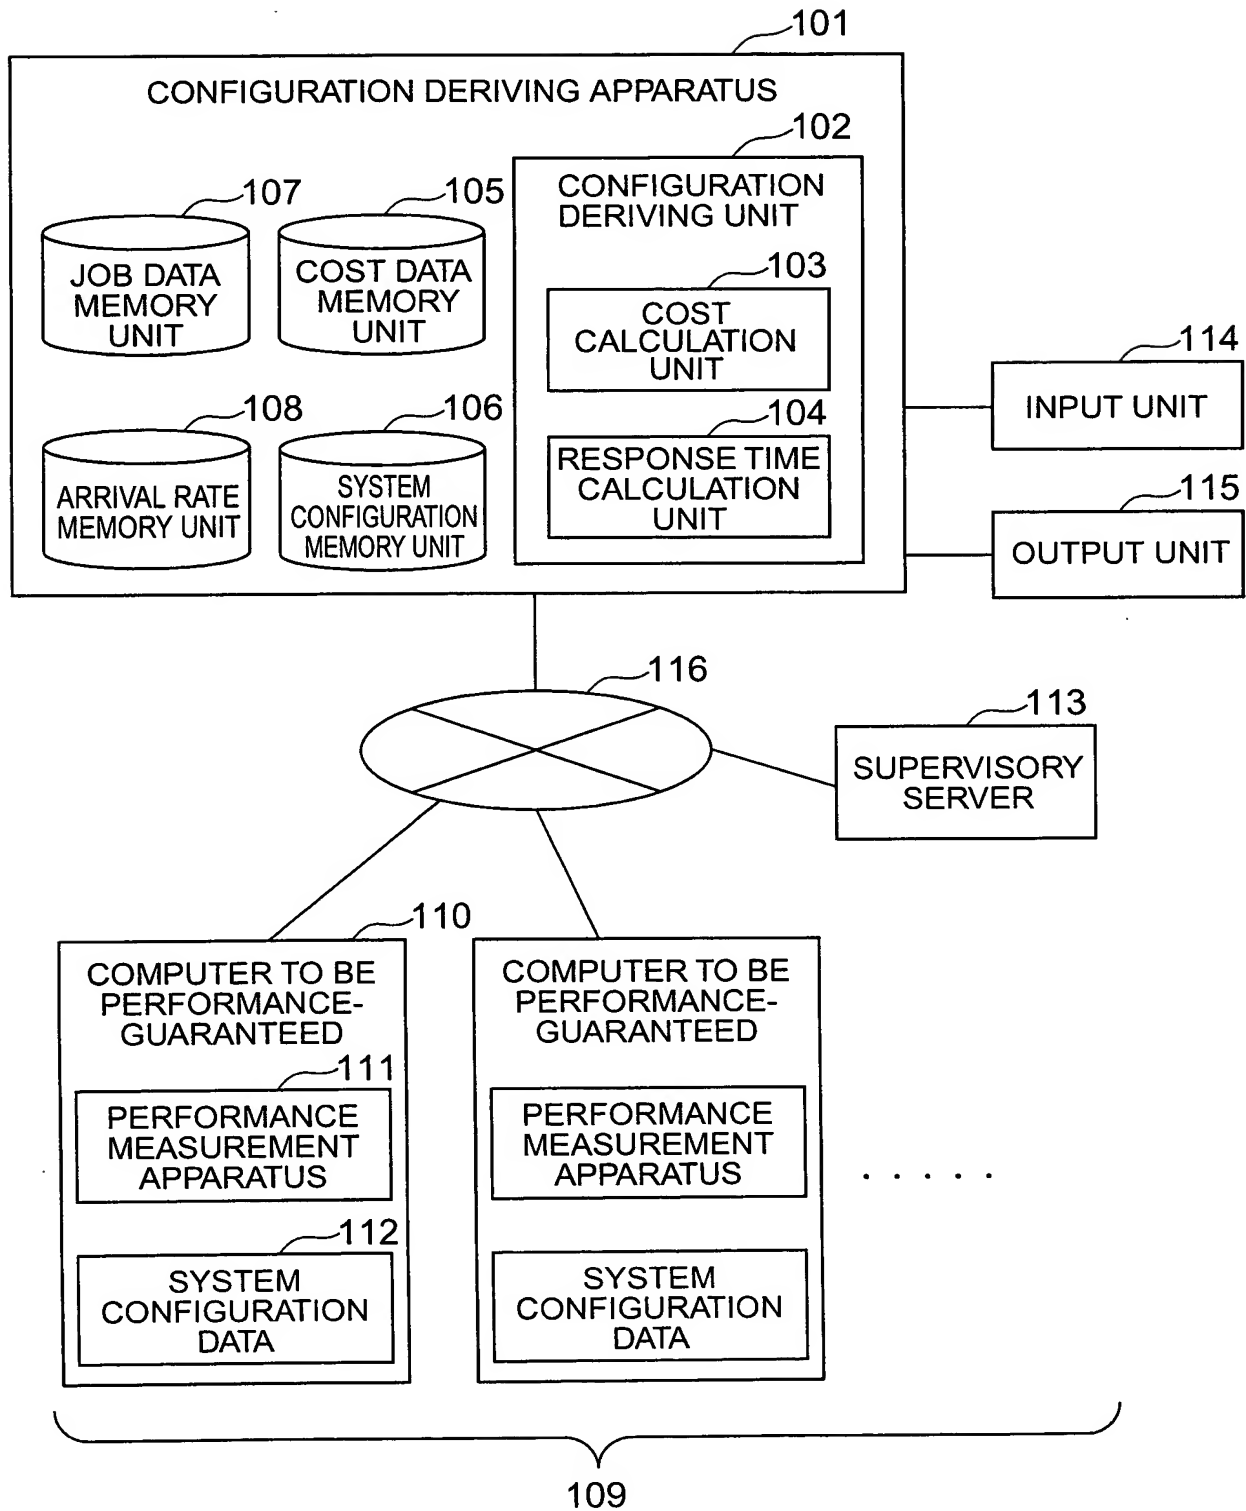 101
CONFIGURATION DERIVING APPARATUS
102
CONFIGURATION
DERIVING UNIT
107
JOB DATA
MEMORY
UNIT
105
COST DATA
MEMORY
UNIT
103
COST
CALCULATION
UNIT
114
INPUT UNIT
108
ARRIVAL RATE
MEMORY UNIT
106
SYSTEM
CONFIGURATION
MEMORY UNIT
104
RESPONSE TIME
CALCULATION
UNIT
115
OUTPUT UNIT
116
113
SUPERVISORY
SERVER
110
COMPUTER TO BE
PERFORMANCE-
GUARANTEED
111
PERFORMANCE
MEASUREMENT
APPARATUS
112
SYSTEM
CONFIGURATION
DATA
COMPUTER TO BE
PERFORMANCE-
GUARANTEED
PERFORMANCE
MEASUREMENT
APPARATUS
SYSTEM
CONFIGURATION
DATA
. . . . .
109